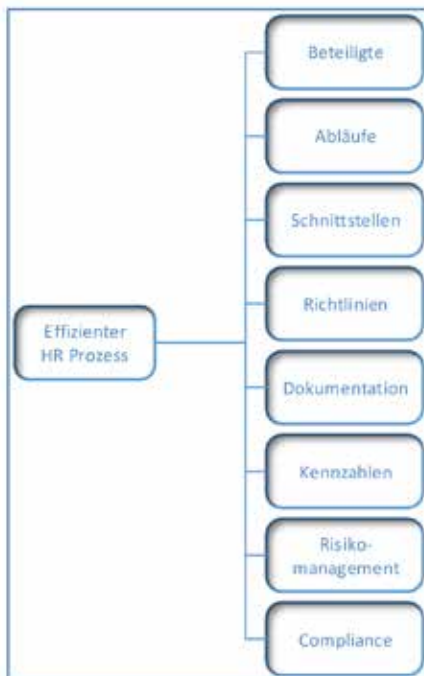 Beteiligte
Abläufe
Schnittstellen
Richtlinien
Effizienter
HR Prozess
Dokumentation
Kennzahlen
Risiko-
management
Compliance